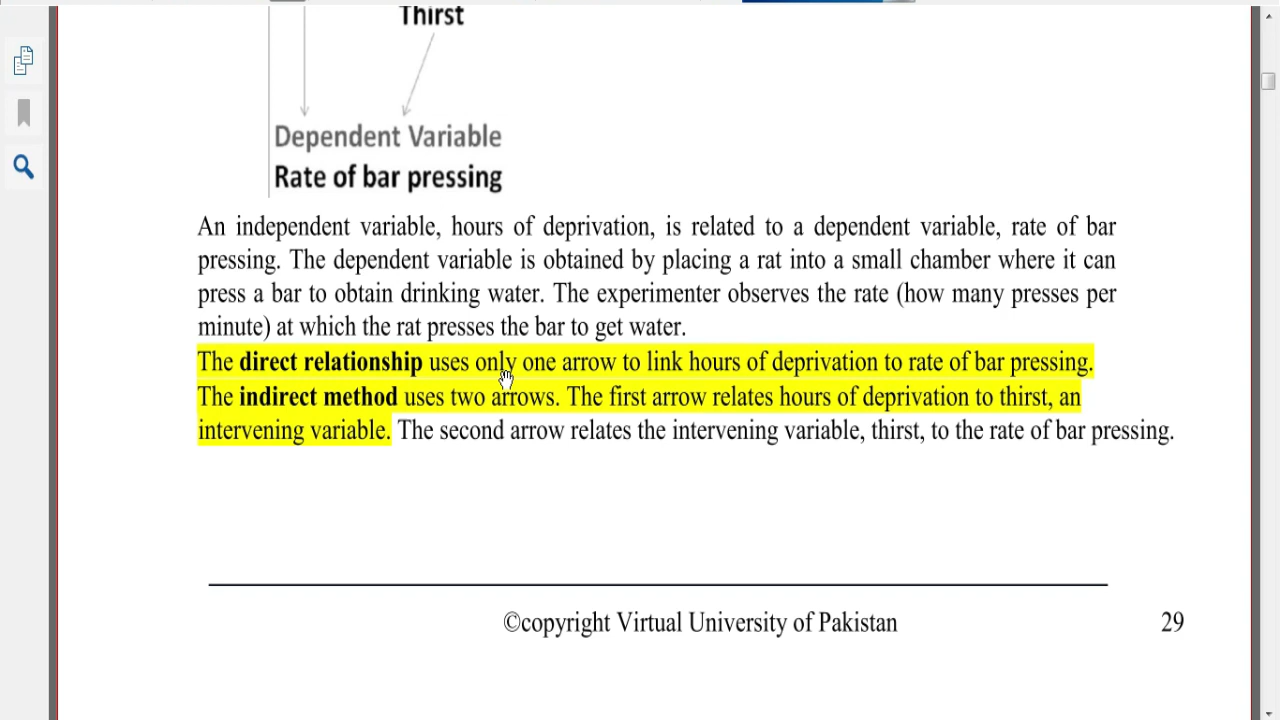 Thirst
Dependent Variable
Rate of bar pressing
An independent variable, hours of deprivation, is related to a dependent variable, rate of bar
pressing. The dependent variable is obtained by placing a rat into a small chamber where it can
press a bar to obtain drinking water. The experimenter observes the rate (how many presses per
minute) at which the rat presses the bar to get water.
The direct relationship uses only one arrow to link hours of deprivation to rate of bar pressing.
The indirect method uses two arrows. The first arrow relates hours of deprivation to thirst, an
intervening variable. The second arrow relates the intervening variable, thirst, to the rate of bar pressing.
©copyright Virtual University of Pakistan 29